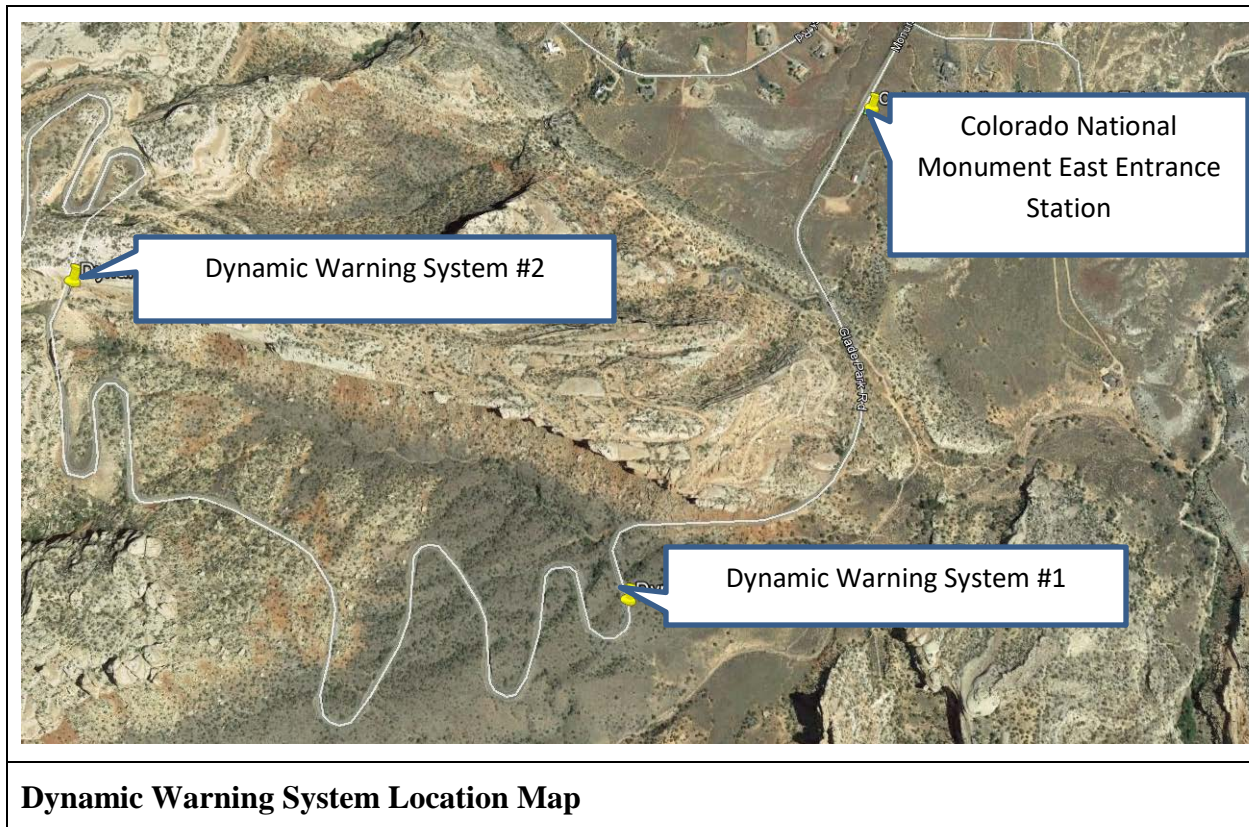 Monu
Colorado National
Monument East Entrance
Station
Dynamic Warning System #2
Glade Park Rd
Dynamic Warning System #1
Dynamic Warning System Location Map